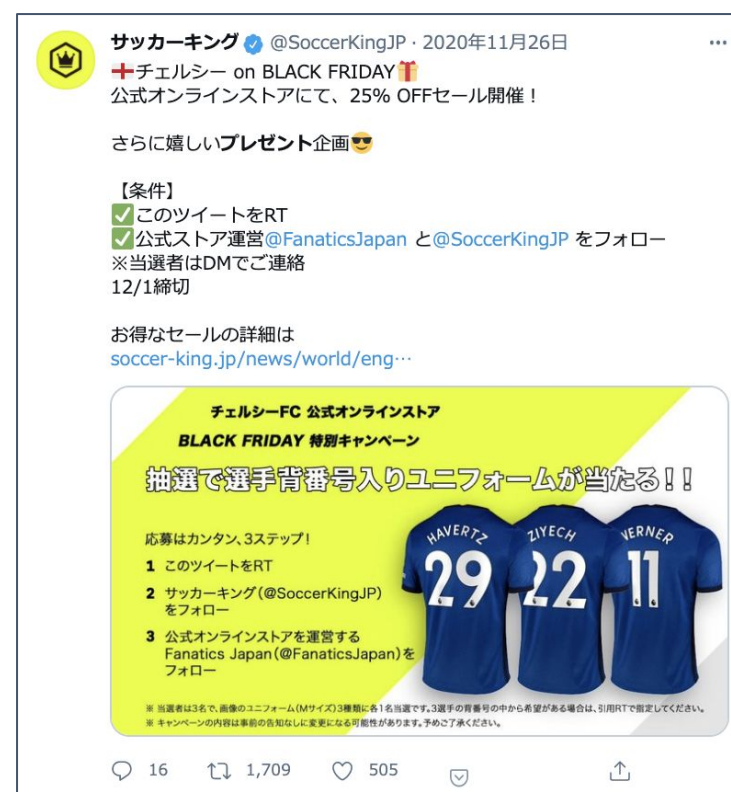 サッカーキング @SoccerKingJP · 2020年11月26日
チェルシー on BLACK FRIDAY
公式オンラインストアにて、25% OFFセール開催！
さらに嬉しいプレゼント企画
【条件】
✅このツイートをRT
✅公式ストア運営@FanaticsJapan と@SoccerKingJP をフォロー
※当選者はDMでご連絡
12/1締切
お得なセールの詳細は
soccer-king.jp/news/world/eng…
チェルシーFC 公式オンラインストア
BLACK FRIDAY 特別キャンペーン
抽選で選手背番号入りユニフォームが当たる!!
応募はカンタン、3ステップ!
1 このツイートをRT
2 サッカーキング(@SoccerKingJP)
をフォロー
3 公式オンラインストアを運営する
Fanatics Japan(@FanaticsJapan)を
フォロー
HAVERTZ
29
ZIYECH
22
VERNER
11
※ 当選者は3名で、画像のユニフォーム(Mサイズ)3種類に各1名当選です。3選手の背番号の中から希望がある場合は、引用RTで指定してください。
※ キャンペーンの内容は事前の告知なしに変更になる可能性があります。予めご了承ください。
16 1,709 505